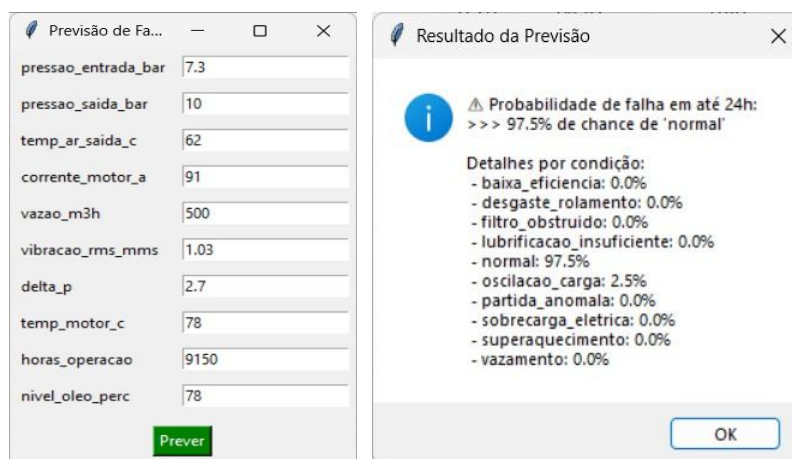 Previsão de Fa...
pressao_entrada_bar 7.3
pressao_saida_bar 10
temp_ar_saida_c 62
corrente_motor_a 91
vazao_m3h 500
vibracao_rms_mms 1.03
delta_p 2.7
temp_motor_c 78
horas_operacao 9150
nivel_oleo_perc 78
Prever
Resultado da Previsão
⚠ Probabilidade de falha em até 24h:
>>> 97.5% de chance de 'normal'
Detalhes por condição:
- baixa_eficiencia: 0.0%
- desgaste_rolamento: 0.0%
- filtro_obstruido: 0.0%
- lubrificacao_insuficiente: 0.0%
- normal: 97.5%
- oscilacao_carga: 2.5%
- partida_anomala: 0.0%
- sobrecarga_eletrica: 0.0%
- superaquecimento: 0.0%
- vazamento: 0.0%
OK